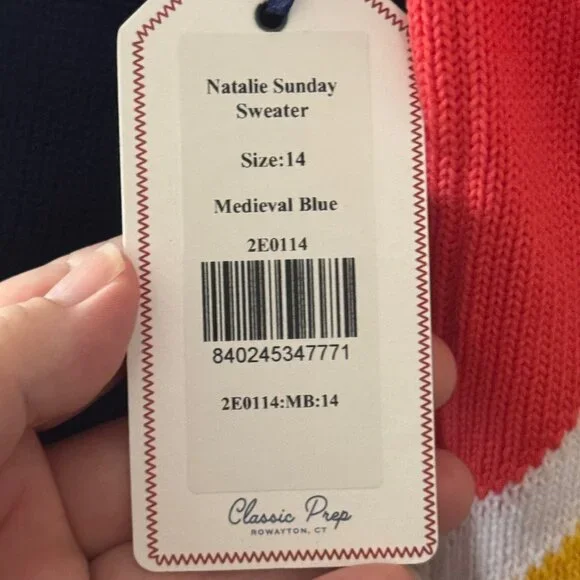 Natalie Sunday
Sweater
Size:14
Medieval Blue
2E0114
840245347771
2E0114:MB:14
Classic Prep
ROWAYTON, CT